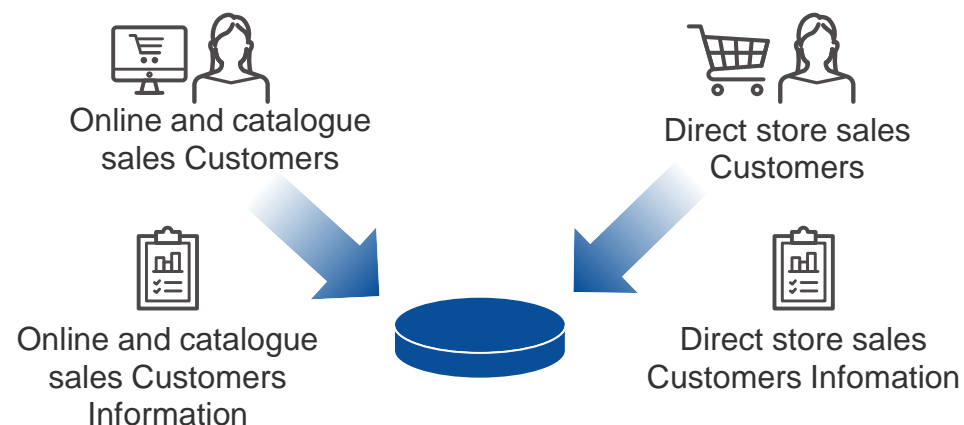 Online and catalogue
sales Customers
Direct store sales
Customers
Online and catalogue
sales Customers
Information
Direct store sales
Customers Infomation